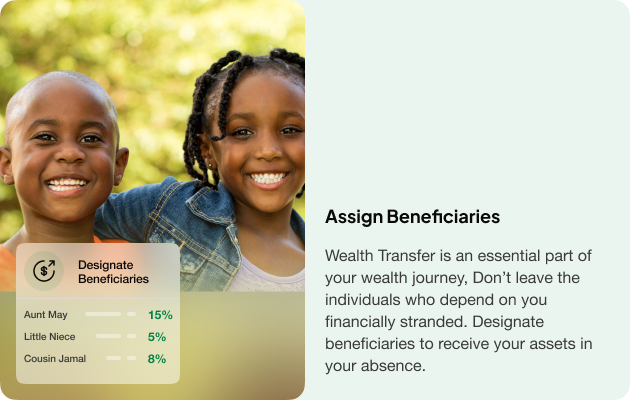 Designate
Beneficiaries
Aunt May 15%
Little Niece 5%
Cousin Jamal 8%
Assign Beneficiaries
Wealth Transfer is an essential part of
your wealth journey, Don’t leave the
individuals who depend on you
financially stranded. Designate
beneficiaries to receive your assets in
your absence.